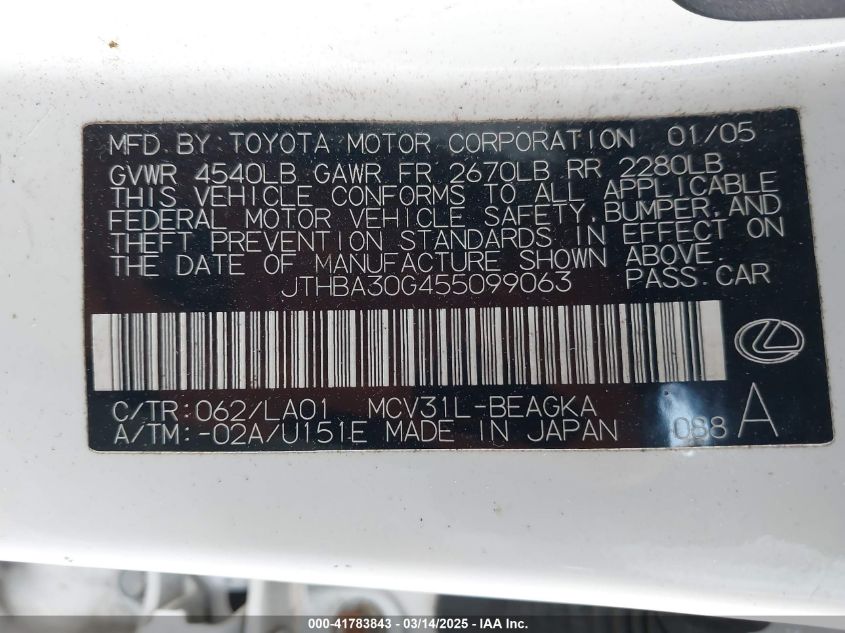 MFD. BY TOYOTA MOTOR CORPORATION 01/05
GVWR 4540LB GAWR FR 2670LB RR 2280LB
THIS VEHICLE CONFORMS TO ALL APPLICABLE
FEDERAL MOTOR VEHICLE SAFETY, BUMPER, AND
THEFT PREVENTION STANDARDS IN EFFECT ON
THE DATE OF MANUFACTURE SHOWN ABOVE.
JTHBA30G455099063 PASS. CAR
C/TR: 062/LA01 MCV31L-BEAGKA
A/TM: -02A/U151E MADE IN JAPAN 088 A
000-41783843 - 03/14/2025 - IAA Inc.